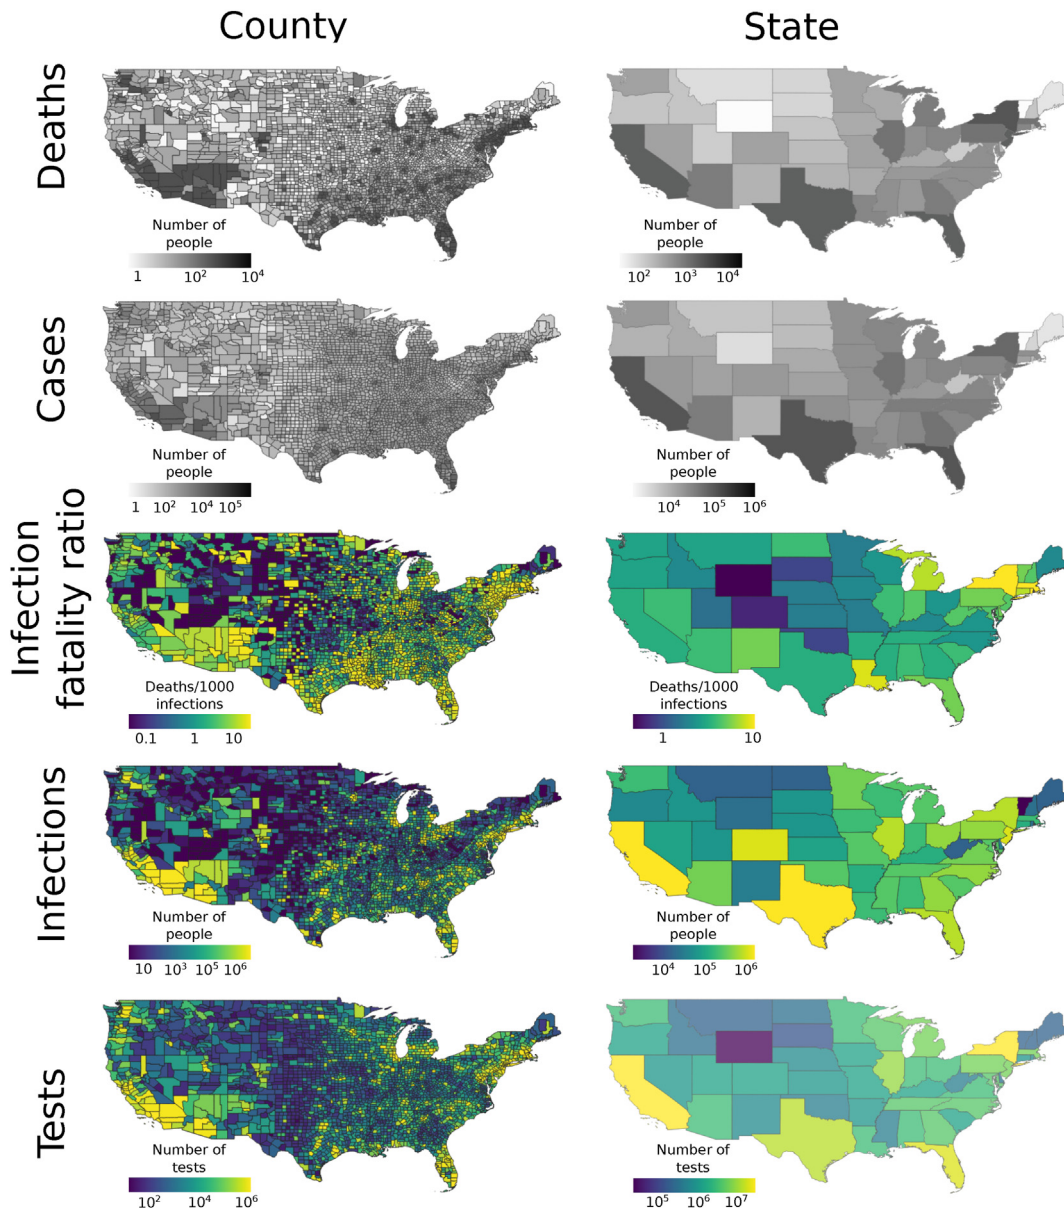 County
State
Deaths
Number of
people
1 10² 10⁴
Number of
people
10² 10³ 10⁴
Cases
Number of
people
1 10² 10⁴ 10⁵
Number of
people
10⁴ 10⁵ 10⁶
Infection
fatality ratio
Deaths/1000
infections
0.1 1 10
Deaths/1000
infections
1 10
Infections
Number of
people
10 10³ 10⁵ 10⁶
Number of
people
10⁴ 10⁵ 10⁶
Tests
Number of
tests
10² 10⁴ 10⁶
Number of
tests
10⁵ 10⁶ 10⁷